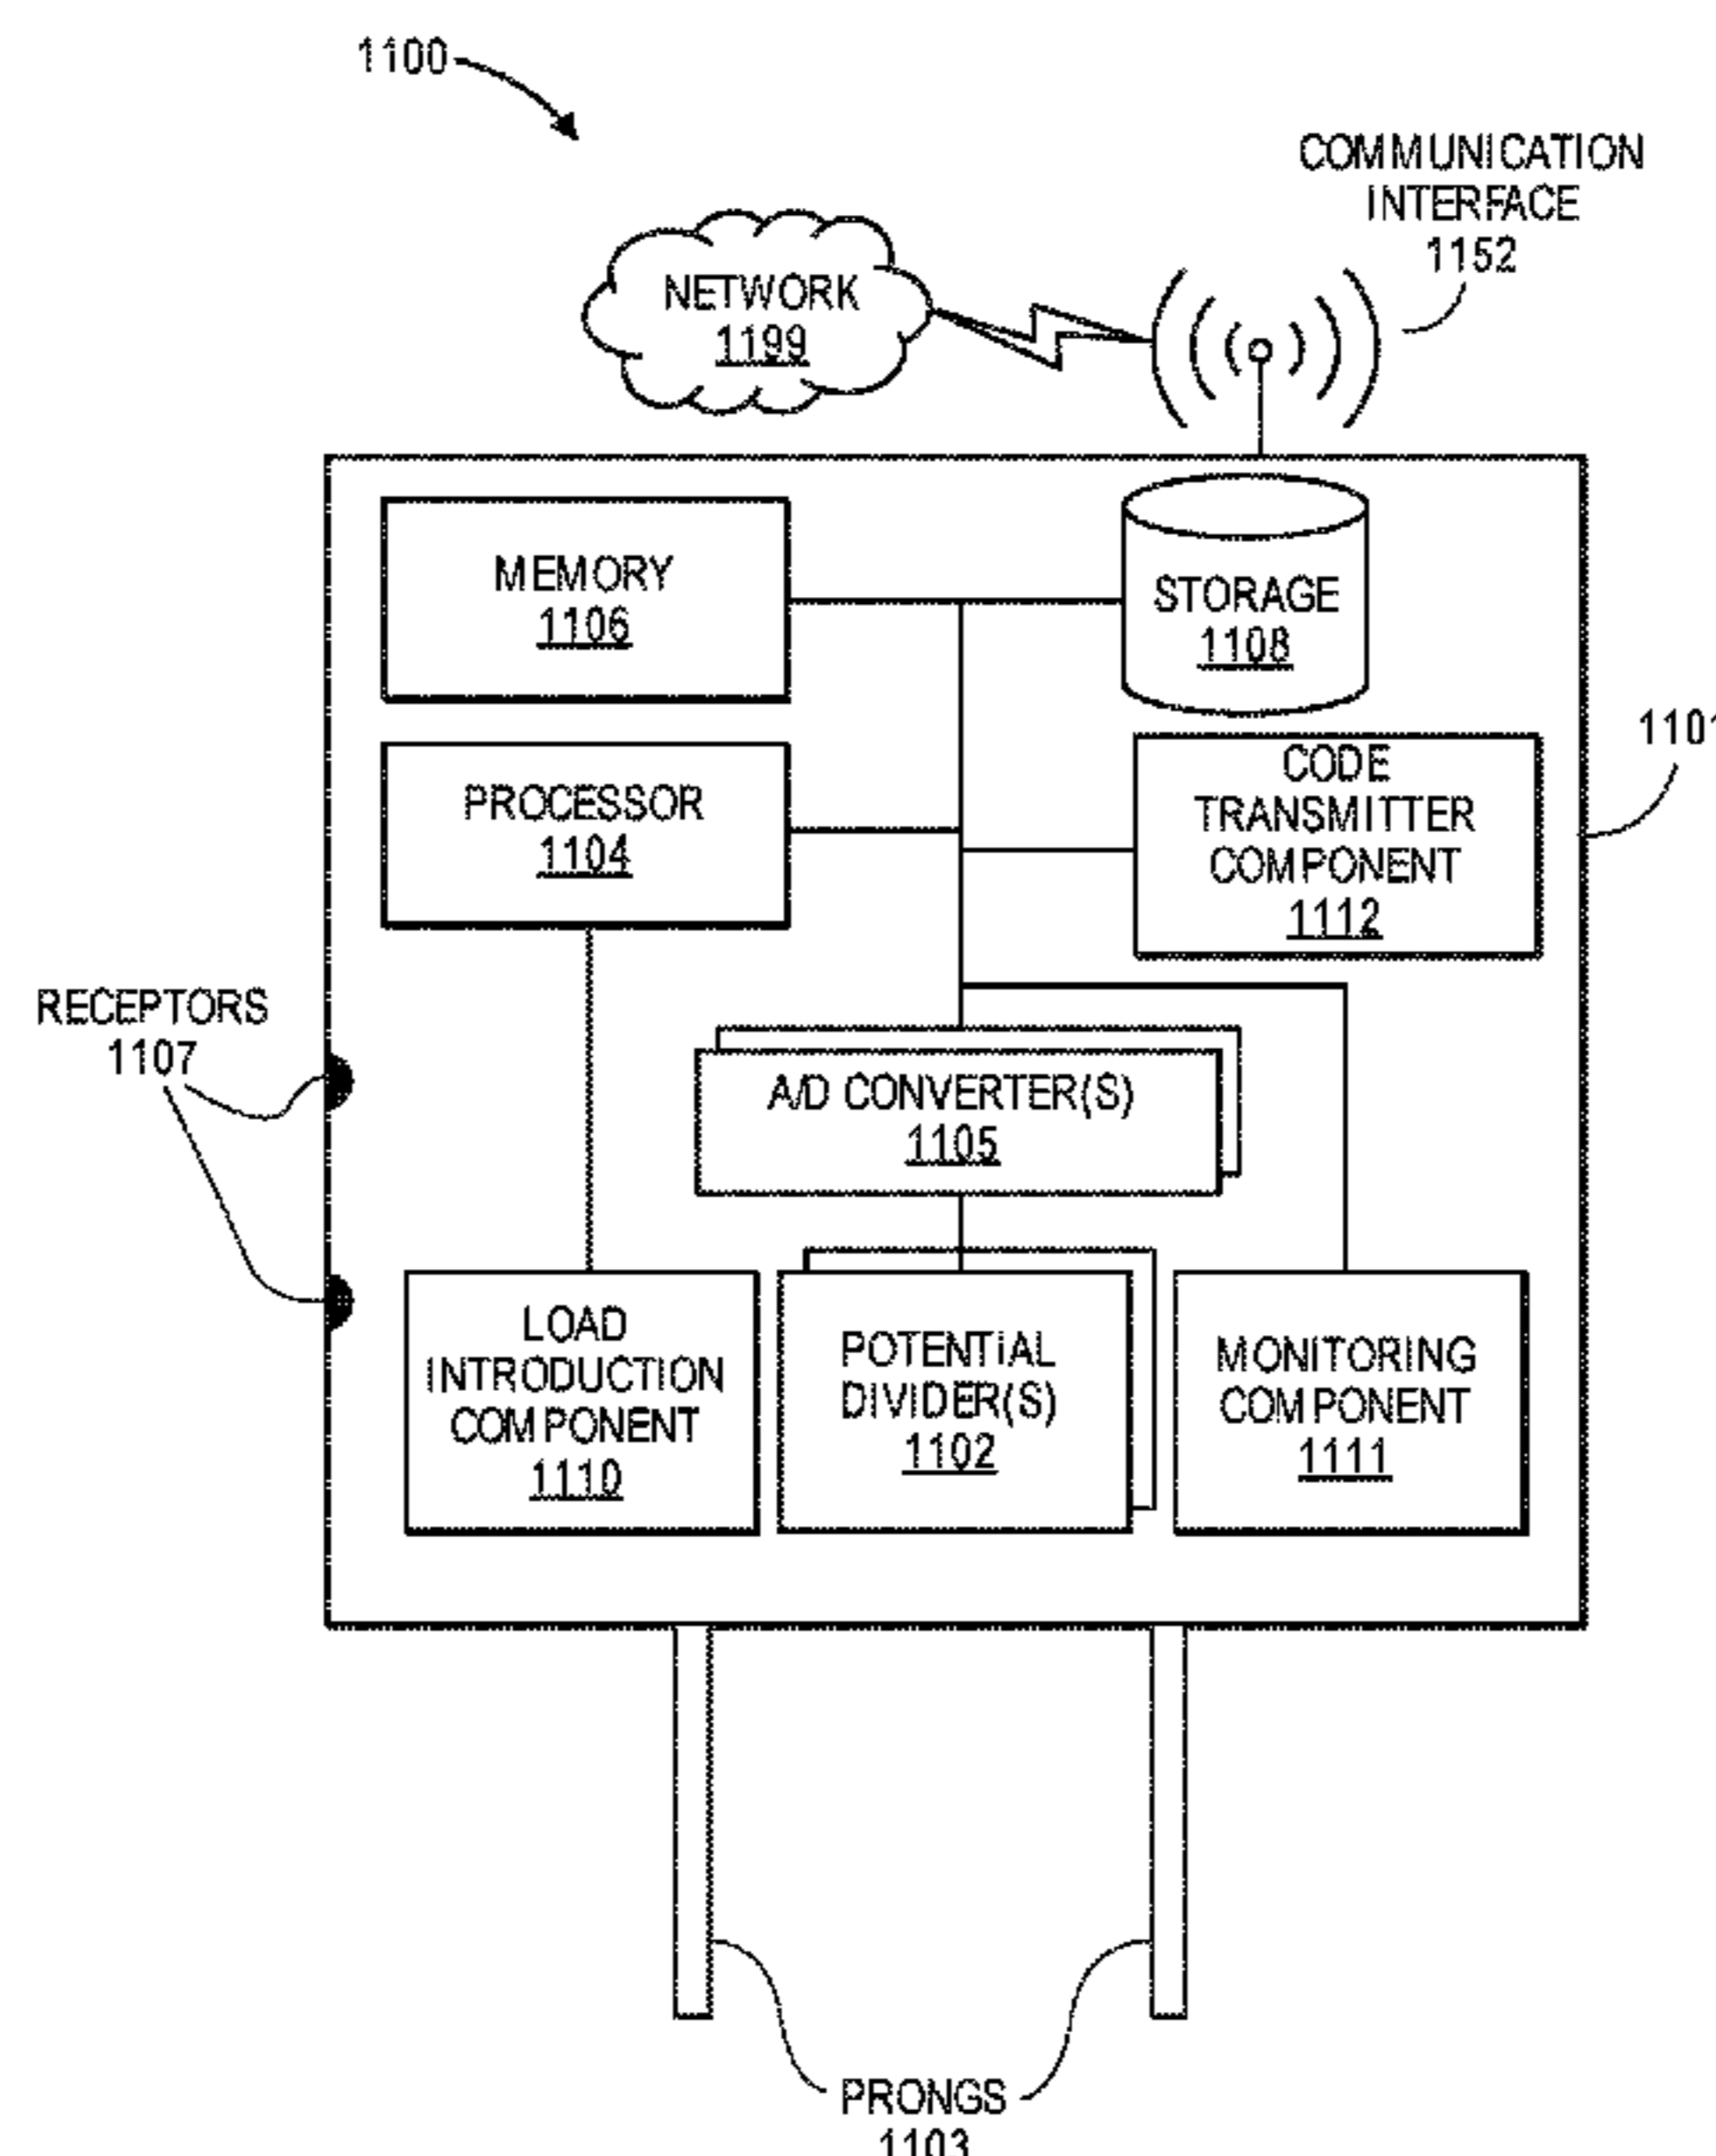 1100
COMMUNICATION
INTERFACE
1152
NETWORK
1199
MEMORY
1106
STORAGE
1108
1101
PROCESSOR
1104
CODE
TRANSMITTER
COMPONENT
1112
RECEPTORS
1107
A/D CONVERTER(S)
1105
LOAD
INTRODUCTION
COMPONENT
1110
POTENTIAL
DIVIDER(S)
1102
MONITORING
COMPONENT
1111
PRONGS
1103